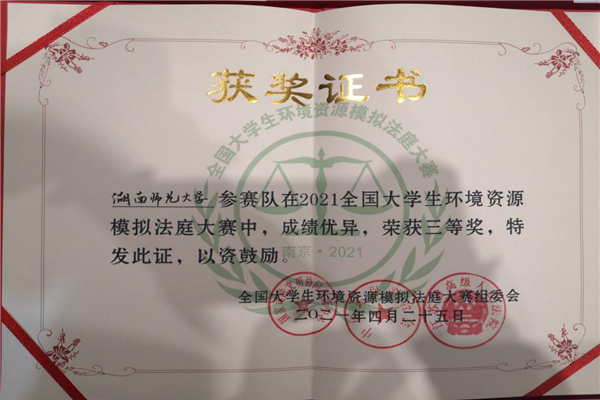 获奖证书
全国大学生环境资源模拟法庭大赛
湖南师范大学 参赛队在2021全国大学生环境资源
模拟法庭大赛中，成绩优异，荣获三等奖，特
发此证，以资鼓励。
南京·2021
全国大学生环境资源模拟法庭大赛组委会
二〇二一年四月二十五日